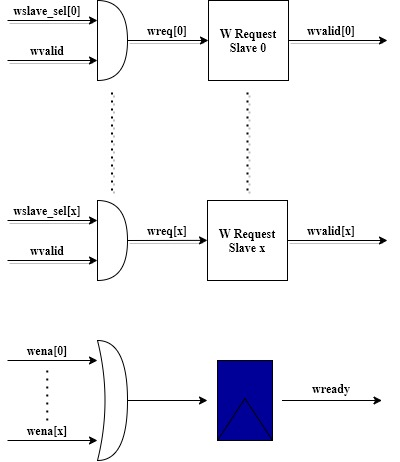 wslave_sel[0]
wvalid
wreq[0]
W Request
Slave 0
wvalid[0]
wslave_sel[x]
wvalid
wreq[x]
W Request
Slave x
wvalid[x]
wena[0]
wena[x]
wready